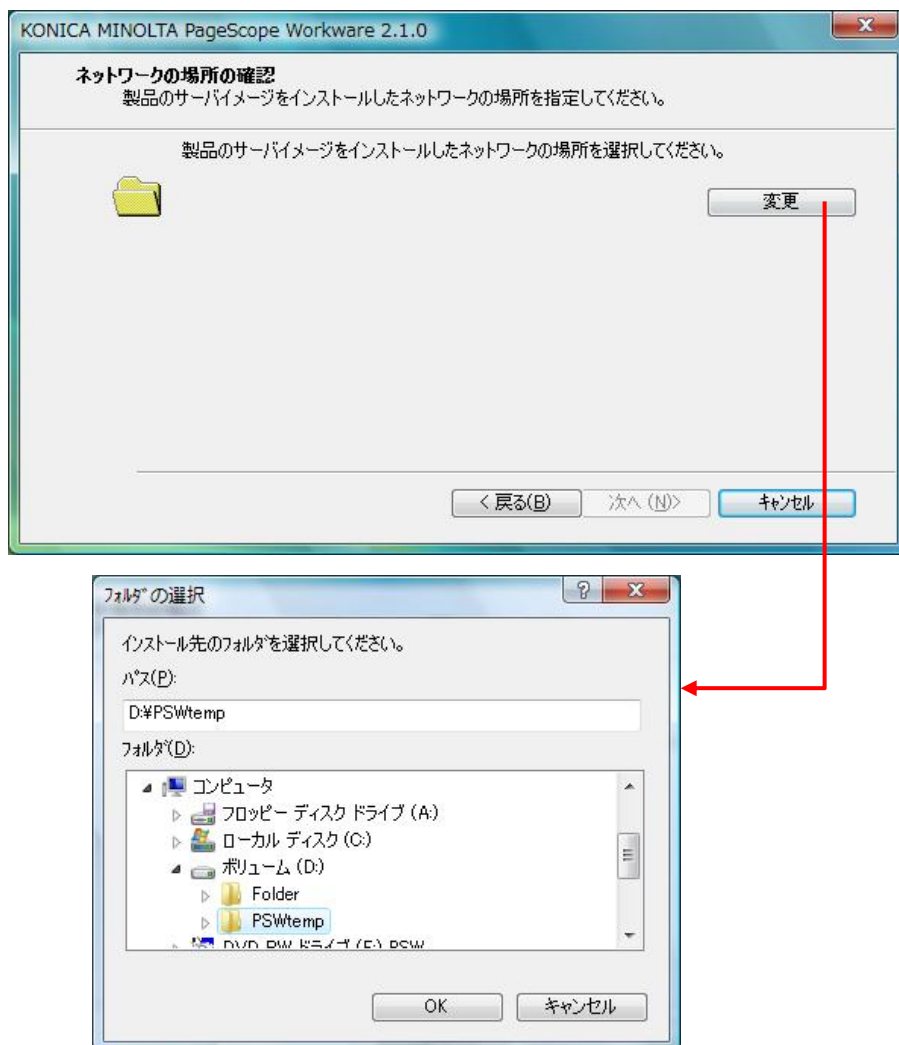 KONICA MINOLTA PageScope Workware 2.1.0
ネットワークの場所の確認
製品のサーバイメージをインストールしたネットワークの場所を指定してください。
製品のサーバイメージをインストールしたネットワークの場所を選択してください。
変更
< 戻る(B)
次へ (N)>
キャンセル
フォルダの選択
インストール先のフォルダを選択してください。
パス(P):
D:¥PSWtemp
フォルダ(D):
コンピュータ
フロッピー ディスク ドライブ (A:)
ローカル ディスク (C:)
ボリューム (D:)
Folder
PSWtemp
DVD RW ドライブ (E:) PSW
OK
キャンセル